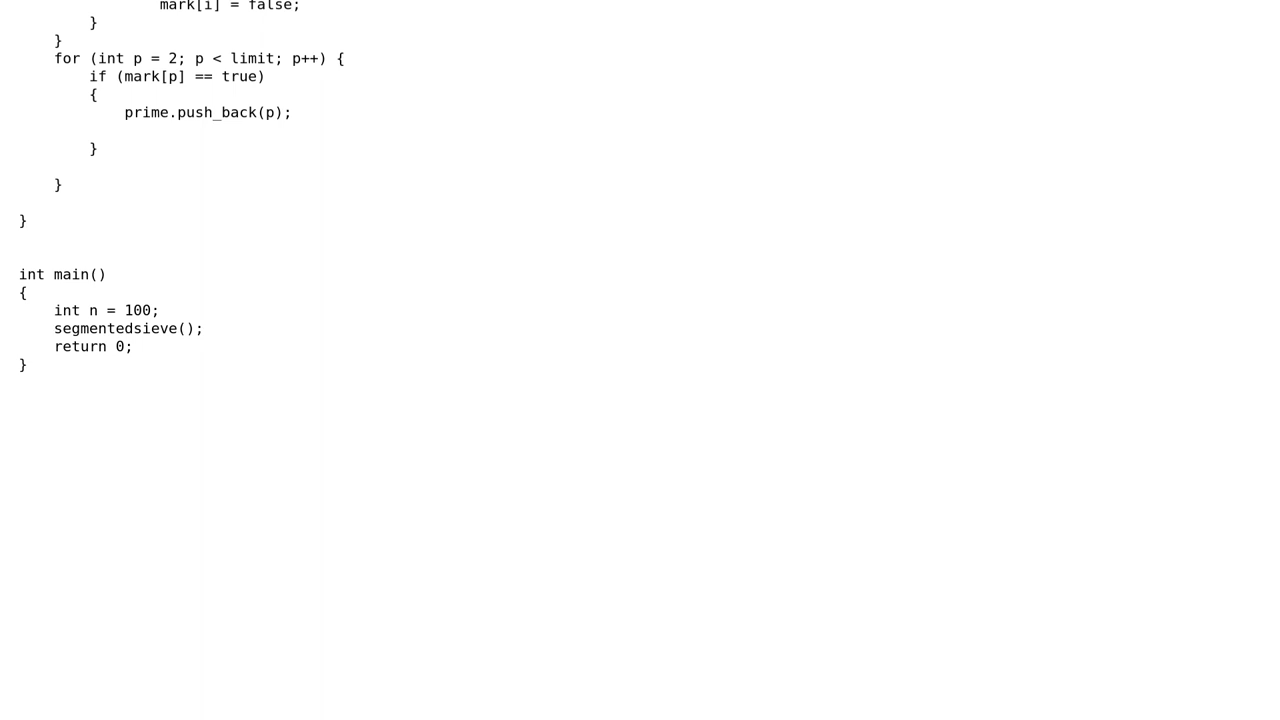 mark[i] = false;
        }
    }
    for (int p = 2; p < limit; p++) {
        if (mark[p] == true)
        {
            prime.push_back(p);
        }
    }
}
int main()
{
    int n = 100;
    segmentedsieve();
    return 0;
}